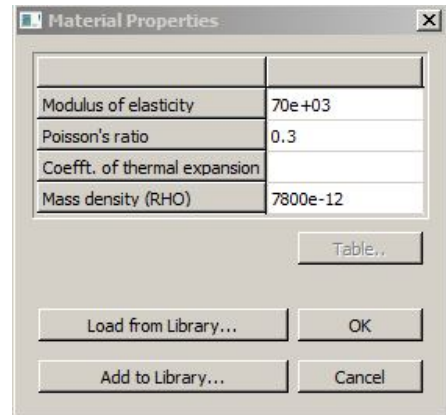 Material Properties
Modulus of elasticity 70e+03
Poisson's ratio 0.3
Coefft. of thermal expansion
Mass density (RHO) 7800e-12
Table..
Load from Library... OK
Add to Library... Cancel